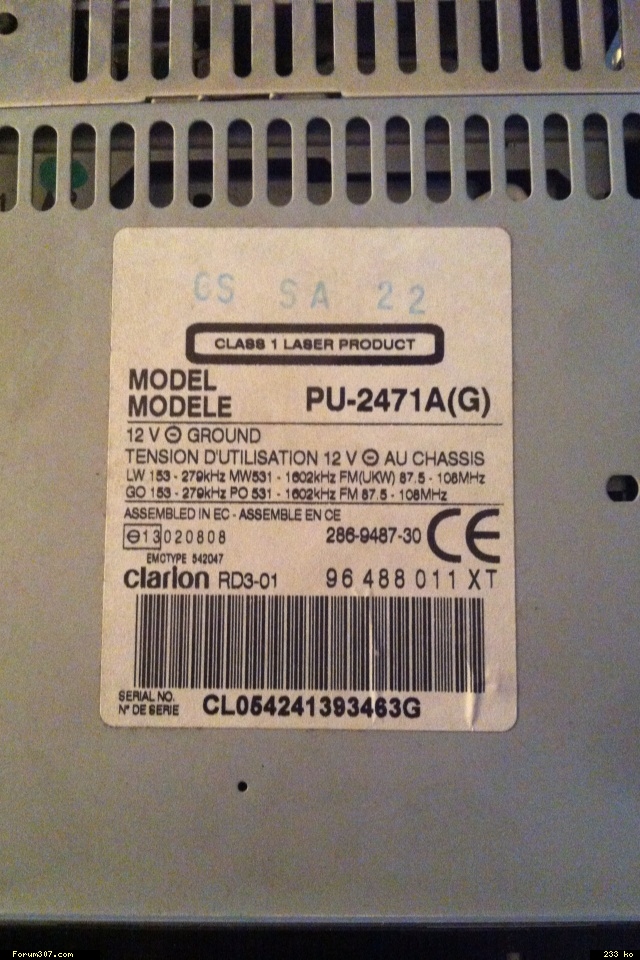 GS SA 22
CLASS 1 LASER PRODUCT
MODEL
MODELE PU-2471A(G)
12 V ⊖ GROUND
TENSION D'UTILISATION 12 V ⊖ AU CHASSIS
LW 153 - 279kHz MW531 - 1602kHz FM(UKW) 87.5 - 108MHz
GO 153 - 279kHz PO 531 - 1602kHz FM 87.5 - 108MHz
ASSEMBLED IN EC - ASSEMBLE EN CE
e13 020808 286-9487-30 CE
EMC TYPE 542047
clarion RD3-01 96 488 011 XT
SERIAL NO.
N° DE SERIE CL054241393463G
Forum307.com 233 ko